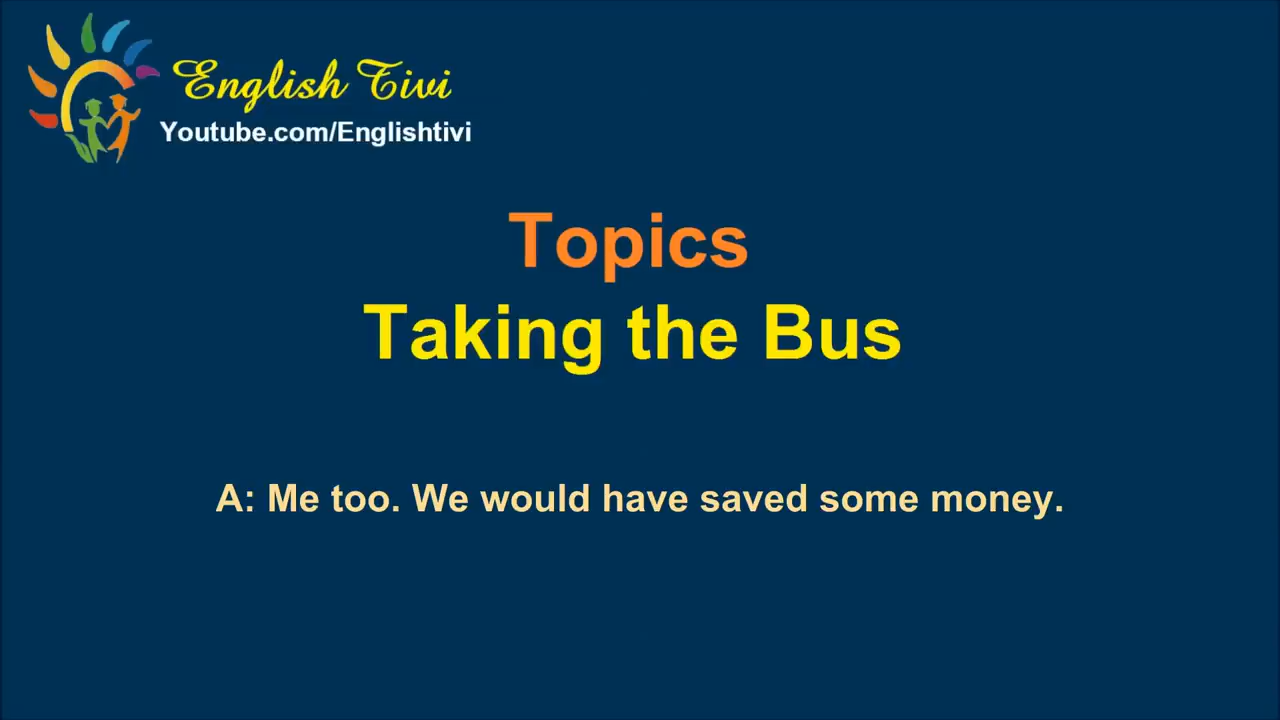 English Tivi
Youtube.com/Englishtivi
Topics
Taking the Bus
A: Me too. We would have saved some money.